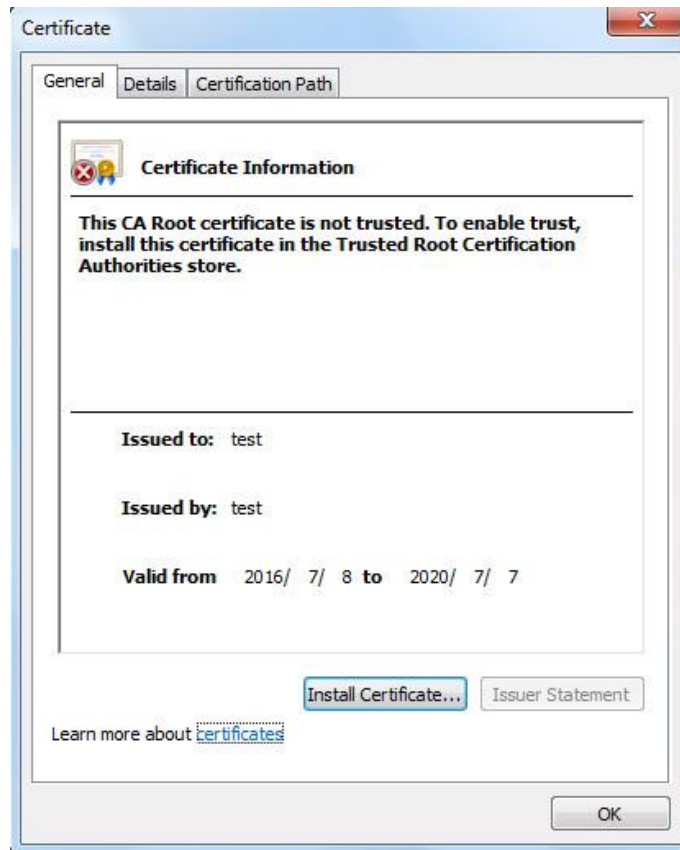 Certificate
General Details Certification Path
Certificate Information
This CA Root certificate is not trusted. To enable trust,
install this certificate in the Trusted Root Certification
Authorities store.
Issued to: test
Issued by: test
Valid from 2016/ 7/ 8 to 2020/ 7/ 7
Install Certificate... Issuer Statement
Learn more about certificates
OK